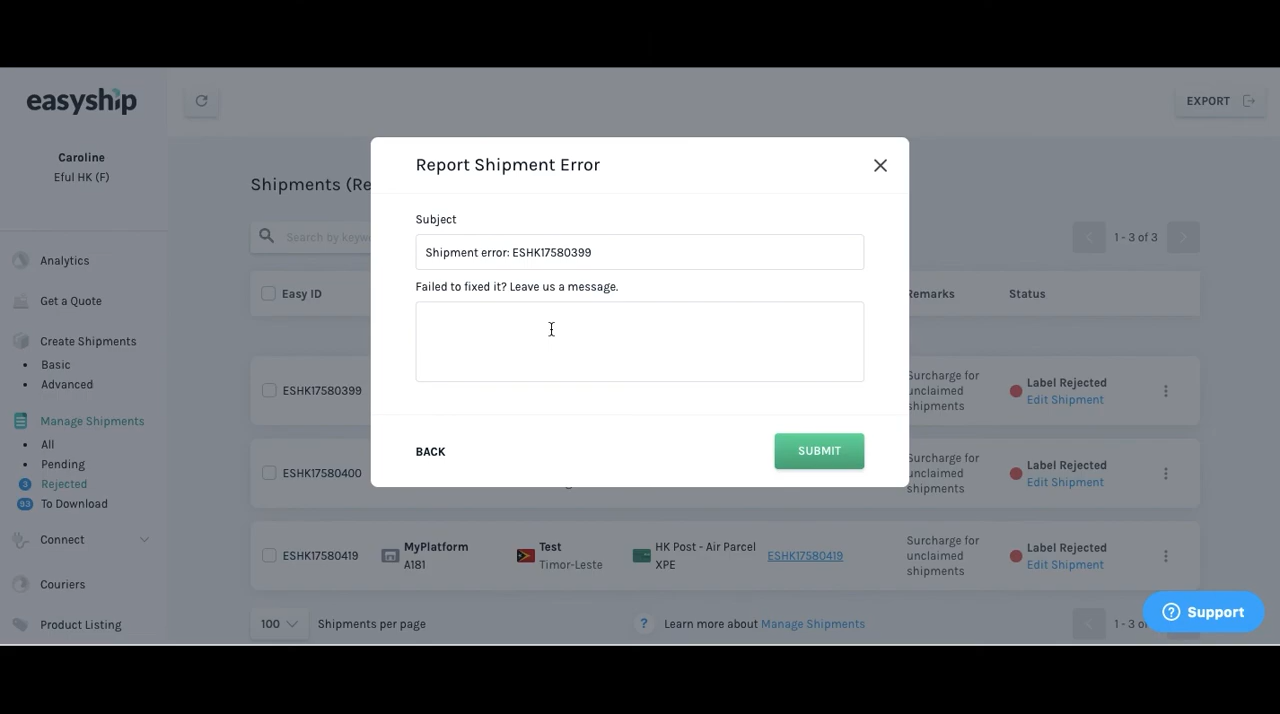 easyship
EXPORT
Caroline
Eful HK (F)
Report Shipment Error
Shipments (Re
Subject
Search by keyw
1 - 3 of 3
Shipment error: ESHK17580399
Analytics
Failed to fixed it? Leave us a message.
Easy ID
Remarks
Status
Get a Quote
Create Shipments
Basic
Advanced
ESHK17580399
Surcharge for
unclaimed
shipments
Label Rejected
Edit Shipment
Manage Shipments
All
Pending
3 Rejected
93 To Download
BACK
SUBMIT
ESHK17580400
Surcharge for
unclaimed
shipments
Label Rejected
Edit Shipment
Connect
ESHK17580419
MyPlatform
A181
Test
Timor-Leste
HK Post - Air Parcel
XPE
ESHK17580419
Surcharge for
unclaimed
shipments
Label Rejected
Edit Shipment
Couriers
Product Listing
100
Shipments per page
? Learn more about Manage Shipments
1 - 3 o
? Support